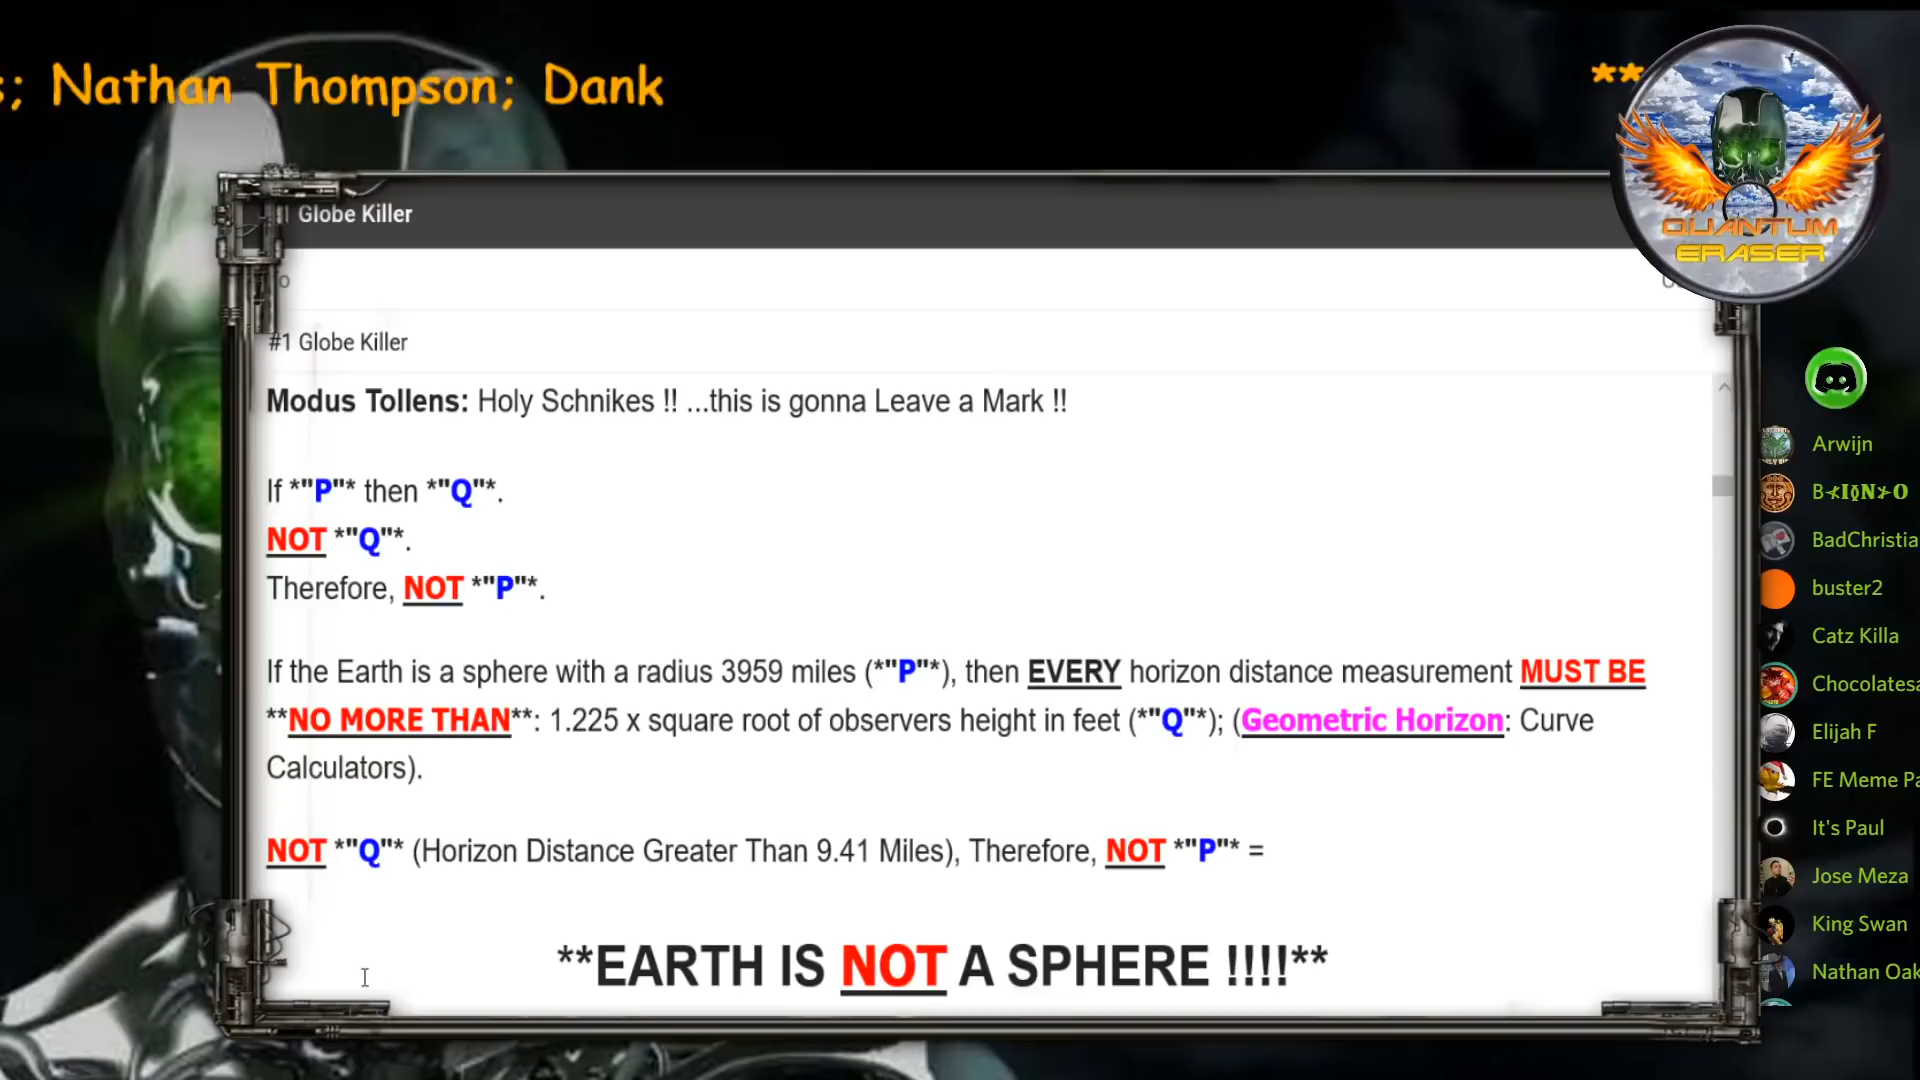 ; Nathan Thompson; Dank
**
QUANTUM
ERASER
Globe Killer
#1 Globe Killer
Modus Tollens: Holy Schnikes !! ...this is gonna Leave a Mark !!
If *"P"* then *"Q"*.
NOT *"Q"*.
Therefore, NOT *"P"*.
If the Earth is a sphere with a radius 3959 miles (*"P"*), then EVERY horizon distance measurement MUST BE
**NO MORE THAN**: 1.225 x square root of observers height in feet (*"Q"*); (Geometric Horizon: Curve
Calculators).
NOT *"Q"* (Horizon Distance Greater Than 9.41 Miles), Therefore, NOT *"P"* =
**EARTH IS NOT A SPHERE !!!!**
Arwijn
BadChristia
buster2
Catz Killa
Chocolatesa
Elijah F
FE Meme Pa
It's Paul
Jose Meza
King Swan
Nathan Oak